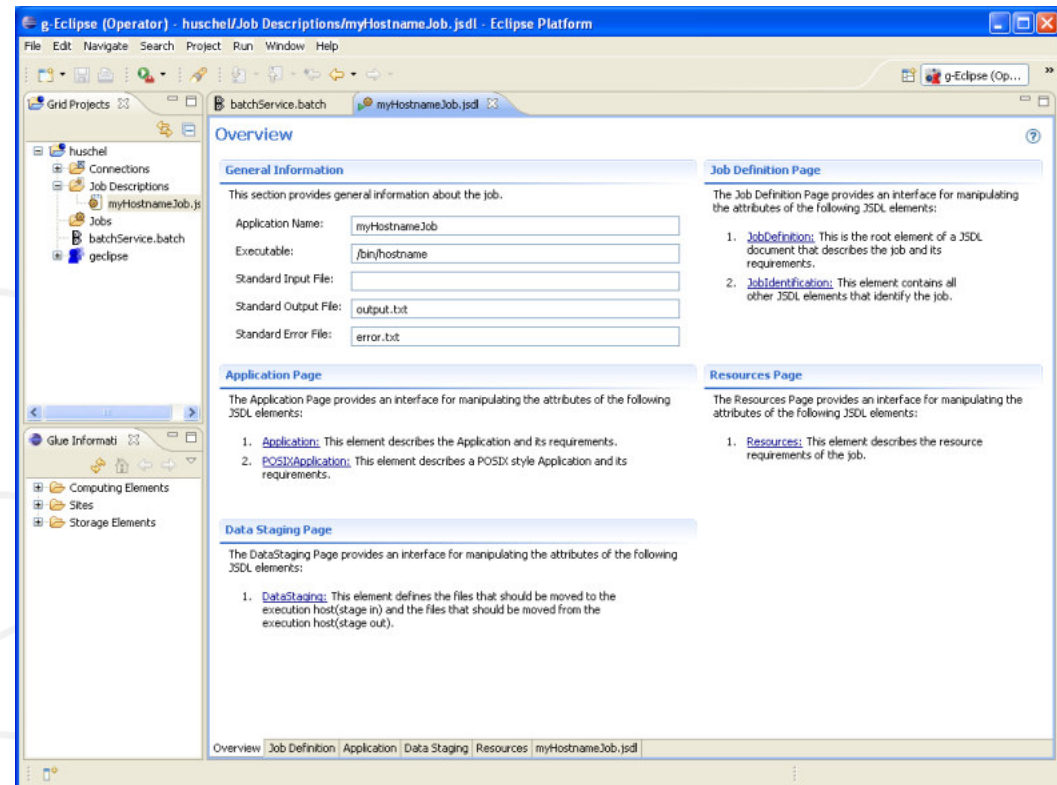 g-Eclipse (Operator) - huschel/Job Descriptions/myHostnameJob.jsdl - Eclipse Platform
File Edit Navigate Search Project Run Window Help
g-Eclipse (Op...
Grid Projects
huschel
Connections
Job Descriptions
myHostnameJob.js
Jobs
batchService.batch
geclipse
Glue Informati
Computing Elements
Sites
Storage Elements
batchService.batch myHostnameJob.jsdl
Overview
General Information
This section provides general information about the job.
Application Name: myHostnameJob
Executable: /bin/hostname
Standard Input File:
Standard Output File: output.txt
Standard Error File: error.txt
Job Definition Page
The Job Definition Page provides an interface for manipulating
the attributes of the following JSDL elements:
1. JobDefinition: This is the root element of a JSDL
document that describes the job and its
requirements.
2. JobIdentification: This element contains all
other JSDL elements that identify the job.
Application Page
The Application Page provides an interface for manipulating the attributes of the following
JSDL elements:
1. Application: This element describes the Application and its requirements.
2. POSIXApplication: This element describes a POSIX style Application and its
requirements.
Resources Page
The Resources Page provides an interface for manipulating the
attributes of the following JSDL elements:
1. Resources: This element describes the resource
requirements of the job.
Data Staging Page
The DataStaging Page provides an interface for manipulating the attributes of the following
JSDL elements:
1. DataStaging: This element defines the files that should be moved to the
execution host(stage in) and the files that should be moved from the
execution host(stage out).
Overview Job Definition Application Data Staging Resources myHostnameJob.jsdl